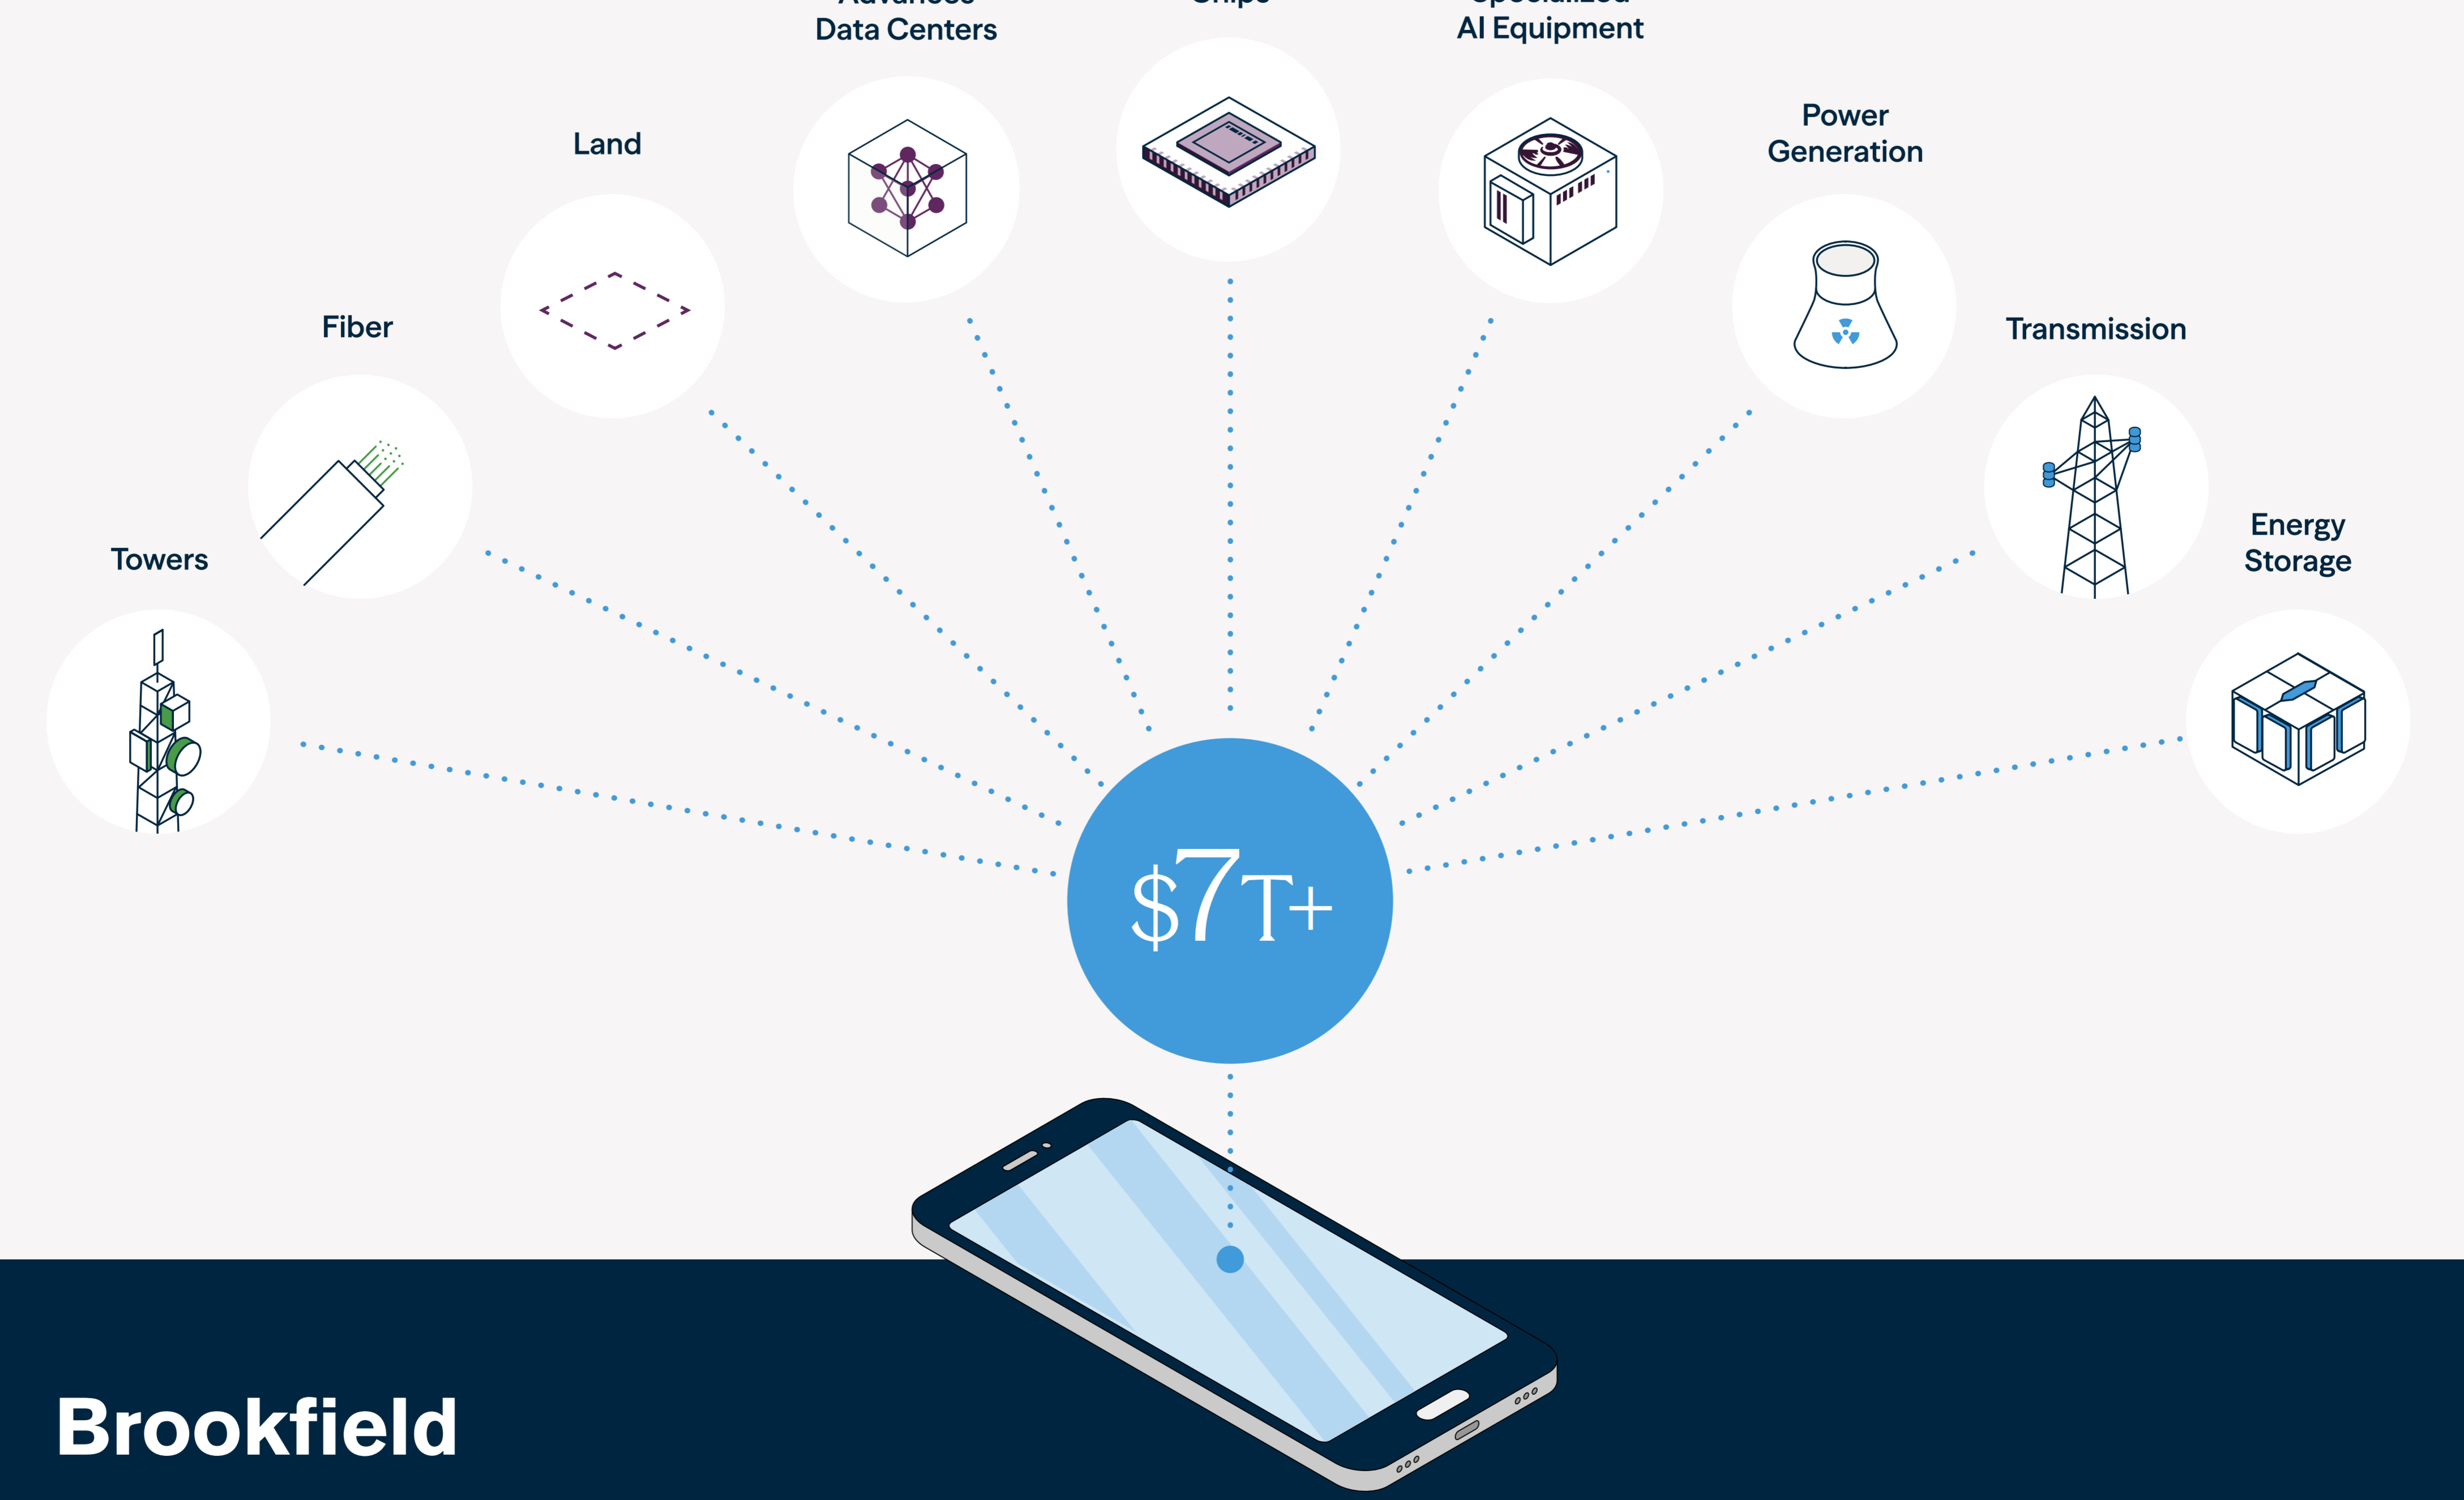 Data Centers
AI Equipment
Power
Generation
Land
Fiber
Transmission
Energy
Storage
Towers
$7T+
Brookfield